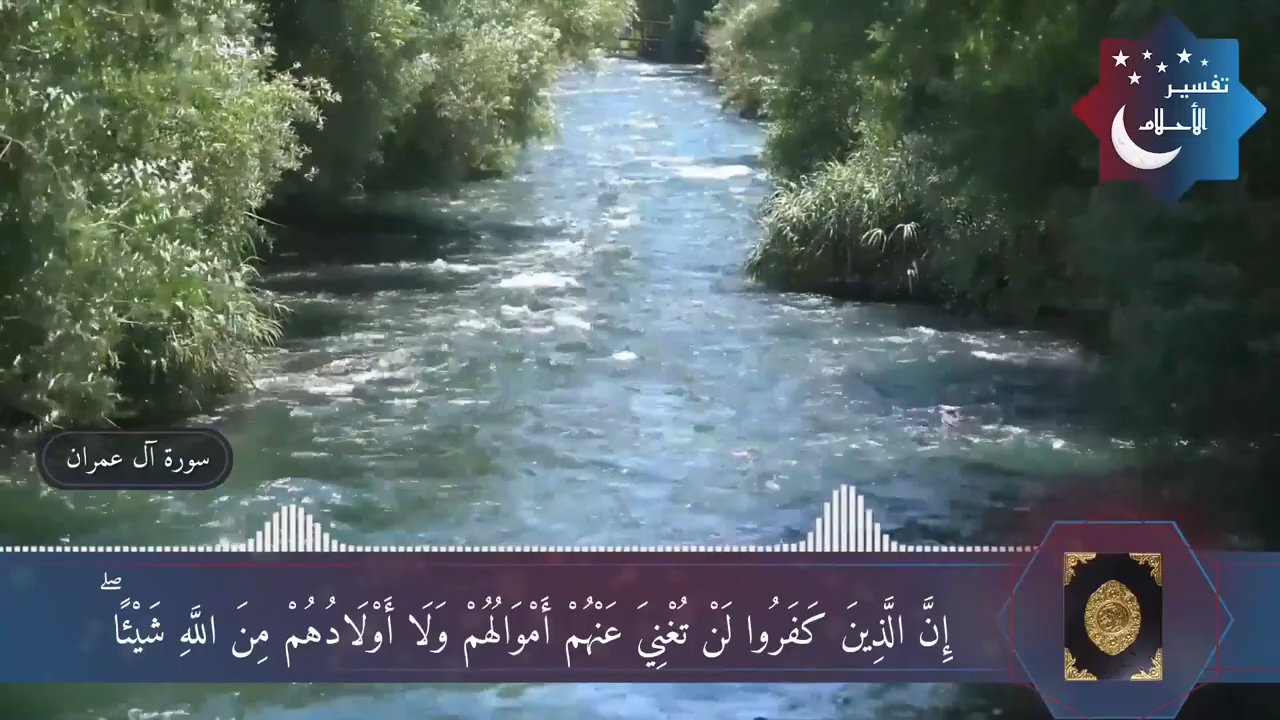 تفسير
الأحلام
سورة آل عمران
إِنَّ الَّذِينَ كَفَرُوا لَنْ تُغْنِيَ عَنْهُمْ أَمْوَالُهُمْ وَلَا أَوْلَادُهُم مِنَ اللَّهِ شَيْئًا ۖ